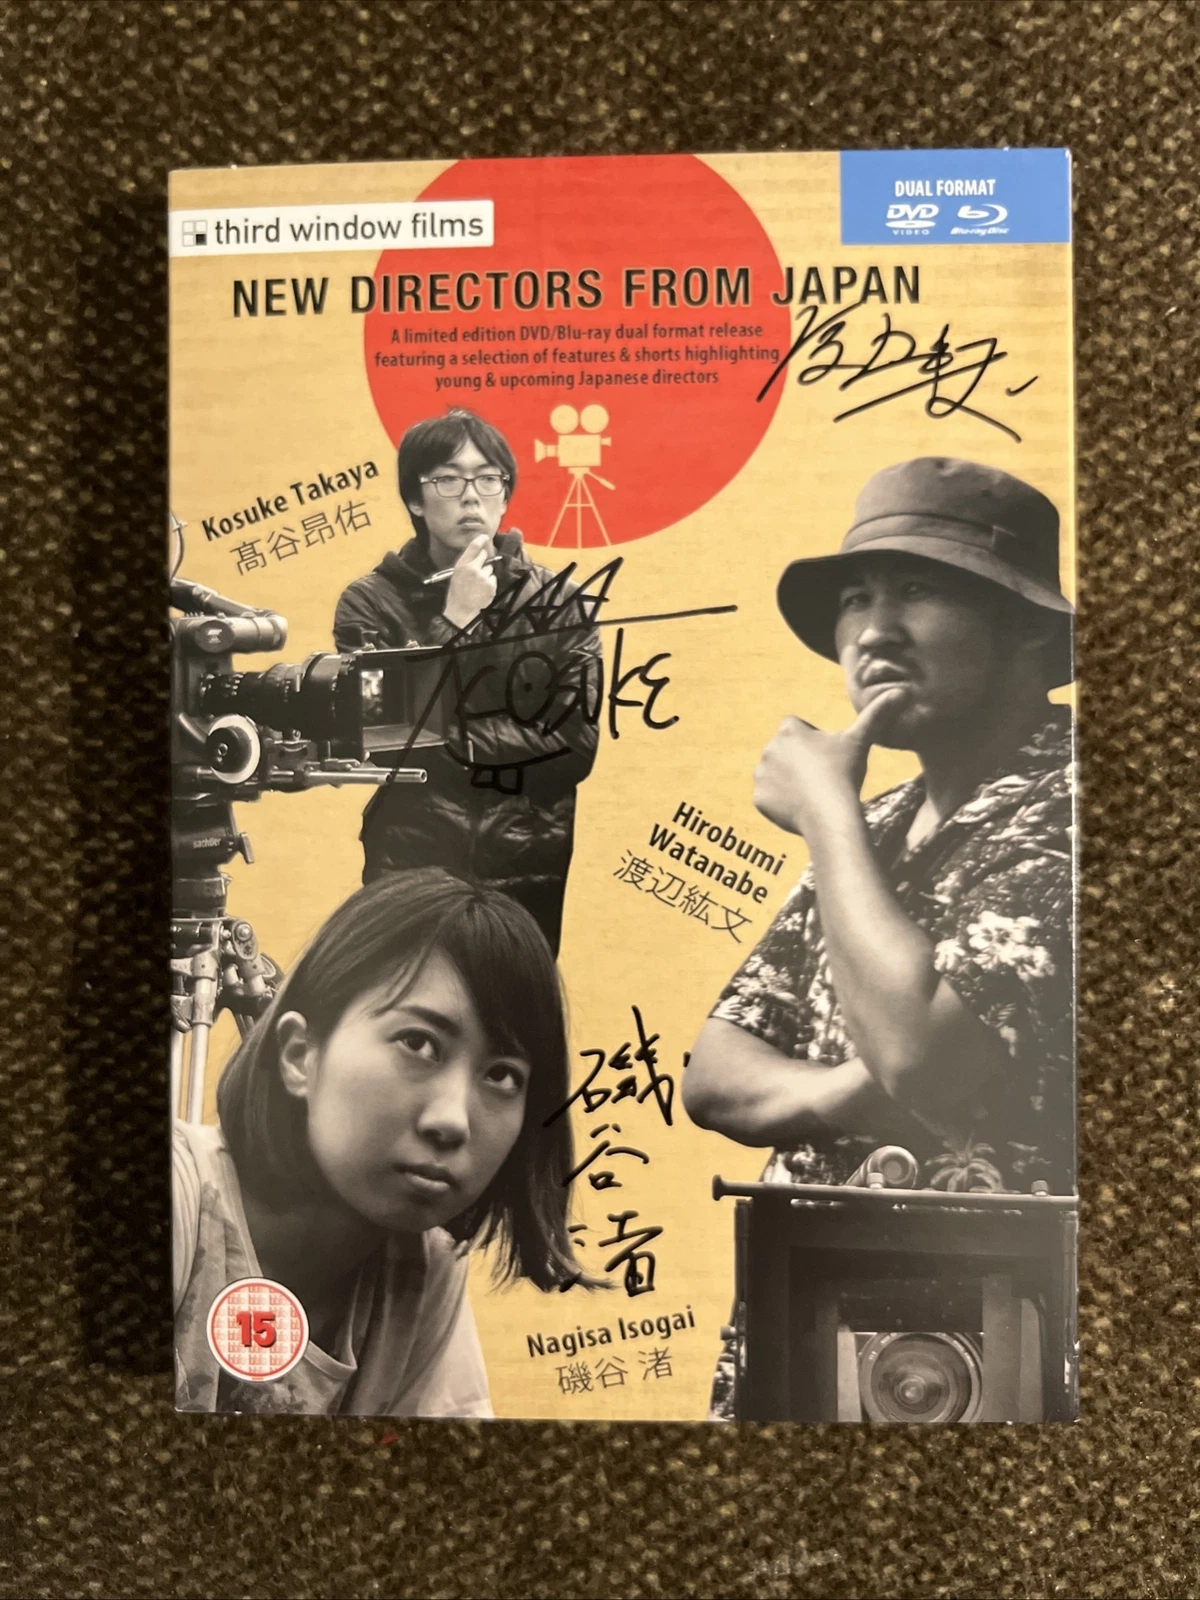 third window films
DUAL FORMAT
DVD
VIDEO
Blu-ray Disc
NEW DIRECTORS FROM JAPAN
A limited edition DVD/Blu-ray dual format release
featuring a selection of features & shorts highlighting
young & upcoming Japanese directors
Kosuke Takaya
髙谷昂佑
KOSUKE
sachtler
Hirobumi
Watanabe
渡辺紘文
磯
谷
渚
15
Nagisa Isogai
磯谷 渚